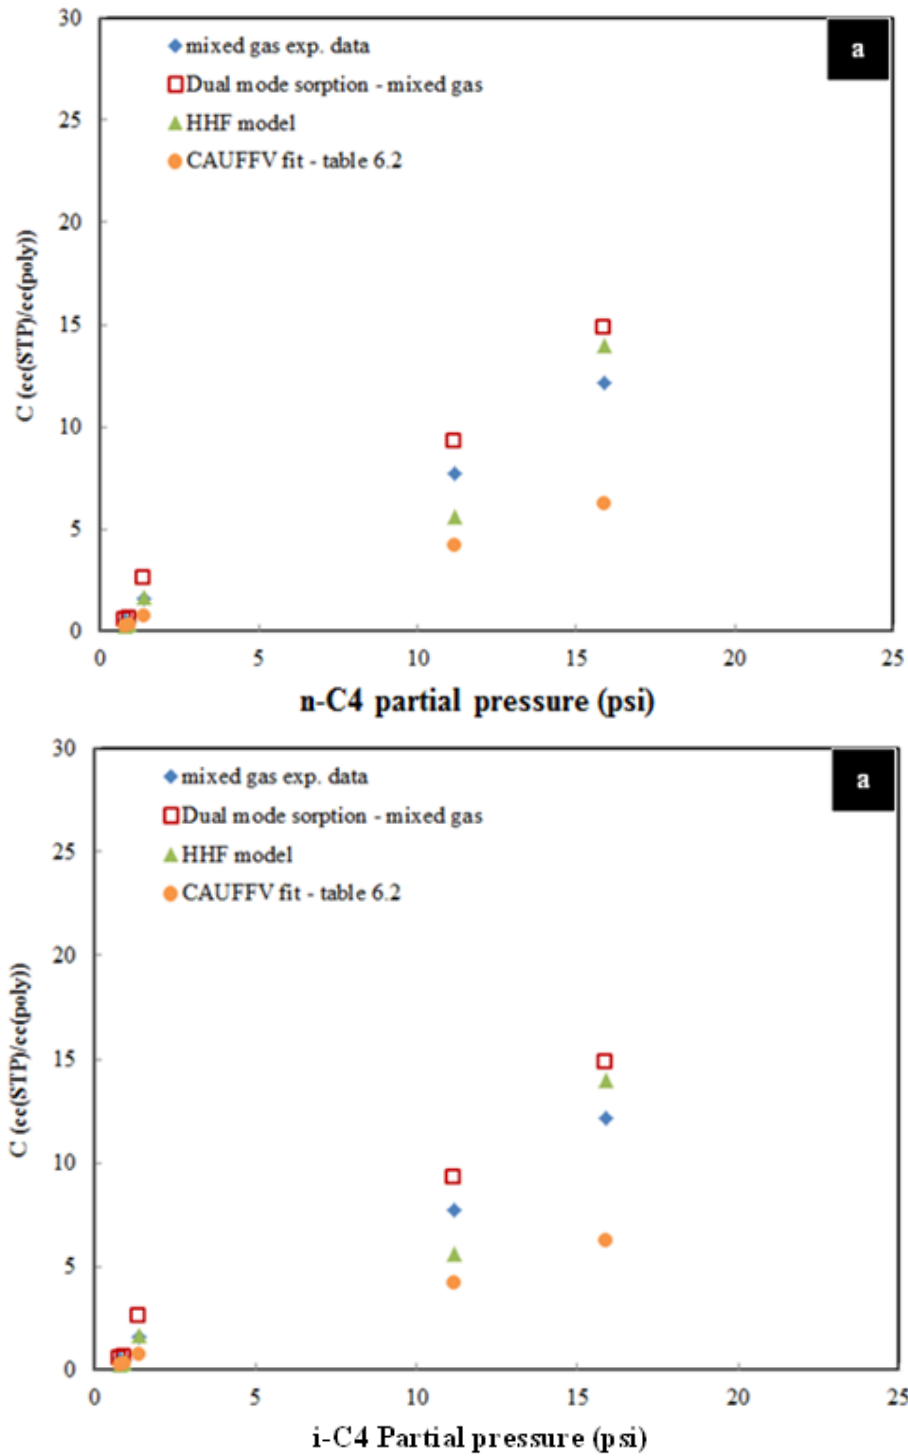 30
a
mixed gas exp. data
Dual mode sorption - mixed gas
HHF model
CAUFFV fit - table 6.2
25
20
15
10
5
0
C (cc(STP)/cc(poly))
0 5 10 15 20 25
n-C4 partial pressure (psi)
30
a
mixed gas exp. data
Dual mode sorption - mixed gas
HHF model
CAUFFV fit - table 6.2
25
20
15
10
5
0
C (cc(STP)/cc(poly))
0 5 10 15 20 25
i-C4 Partial pressure (psi)